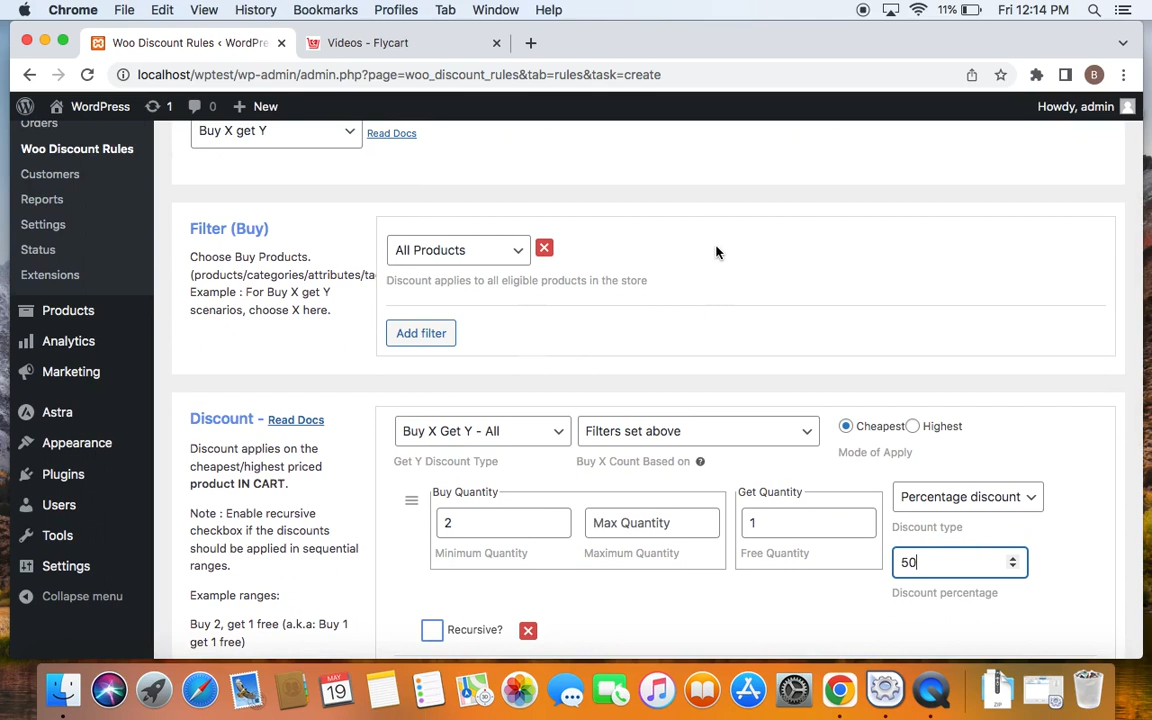 Chrome File Edit View History Bookmarks Profiles Tab Window Help 11% Fri 12:14 PM
Woo Discount Rules ‹ WordPre Videos - Flycart
localhost/wptest/wp-admin/admin.php?page=woo_discount_rules&tab=rules&task=create B
WordPress 1 0 New Howdy, admin
Orders
Woo Discount Rules
Customers
Reports
Settings
Status
Extensions
Products
Analytics
Marketing
Astra
Appearance
Plugins
Users
Tools
Settings
Collapse menu
Buy X get Y Read Docs
Filter (Buy)
Choose Buy Products.
(products/categories/attributes/ta
Example : For Buy X get Y
scenarios, choose X here.
All Products
Discount applies to all eligible products in the store
Add filter
Discount - Read Docs
Discount applies on the
cheapest/highest priced
product IN CART.
Note : Enable recursive
checkbox if the discounts
should be applied in sequential
ranges.
Example ranges:
Buy 2, get 1 free (a.k.a: Buy 1
get 1 free)
Buy X Get Y - All Filters set above Cheapest Highest
Get Y Discount Type Buy X Count Based on ? Mode of Apply
Buy Quantity Get Quantity Percentage discount
2 Max Quantity 1 Discount type
Minimum Quantity Maximum Quantity Free Quantity 50
Discount percentage
Recursive?
MAY
19
ZIP